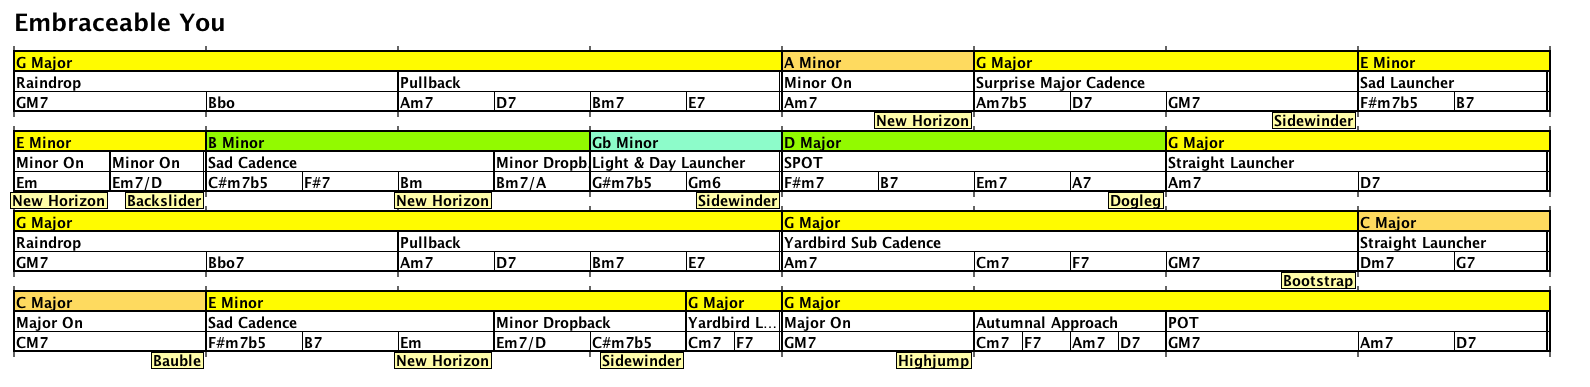 Embraceable You
G Major A Minor G Major E Minor
Raindrop Pullback Minor On Surprise Major Cadence Sad Launcher
GM7 Bbo Am7 D7 Bm7 E7 Am7 Am7b5 D7 GM7 F#m7b5 B7
New Horizon Sidewinder
E Minor B Minor Gb Minor D Major G Major
Minor On Minor On Sad Cadence Minor Dropb Light & Day Launcher SPOT Straight Launcher
Em Em7/D C#m7b5 F#7 Bm Bm7/A G#m7b5 Gm6 F#m7 B7 Em7 A7 Am7 D7
New Horizon Backslider New Horizon Sidewinder Dogleg
G Major G Major C Major
Raindrop Pullback Yardbird Sub Cadence Straight Launcher
GM7 Bbo7 Am7 D7 Bm7 E7 Am7 Cm7 F7 GM7 Dm7 G7
Bootstrap
C Major E Minor G Major G Major
Major On Sad Cadence Minor Dropback Yardbird L... Major On Autumnal Approach POT
CM7 F#m7b5 B7 Em Em7/D C#m7b5 Cm7 F7 GM7 Cm7 F7 Am7 D7 GM7 Am7 D7
Bauble New Horizon Sidewinder Highjump